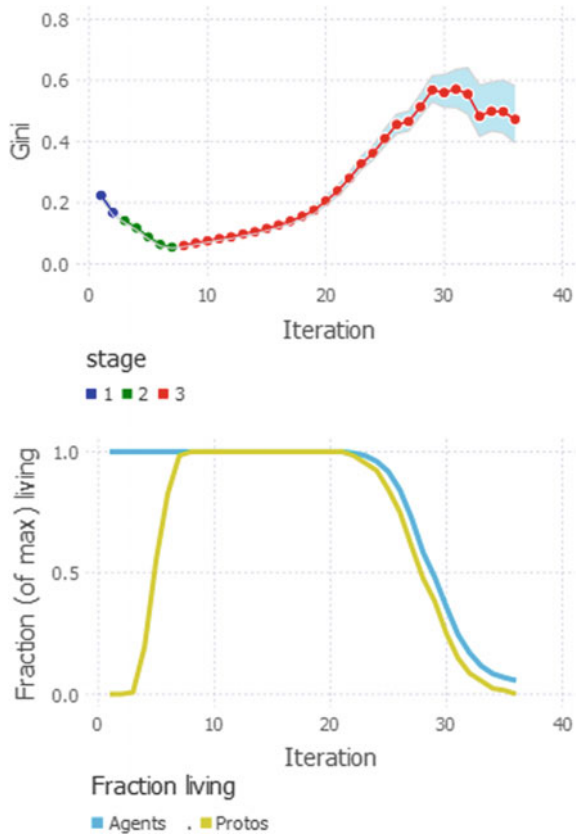 0.8
0.6
0.4
0.2
0.0
Gini
0 10 20 30 40
Iteration
stage
1 2 3
1.0
0.5
0.0
Fraction (of max) living
0 10 20 30 40
Iteration
Fraction living
Agents . Protos